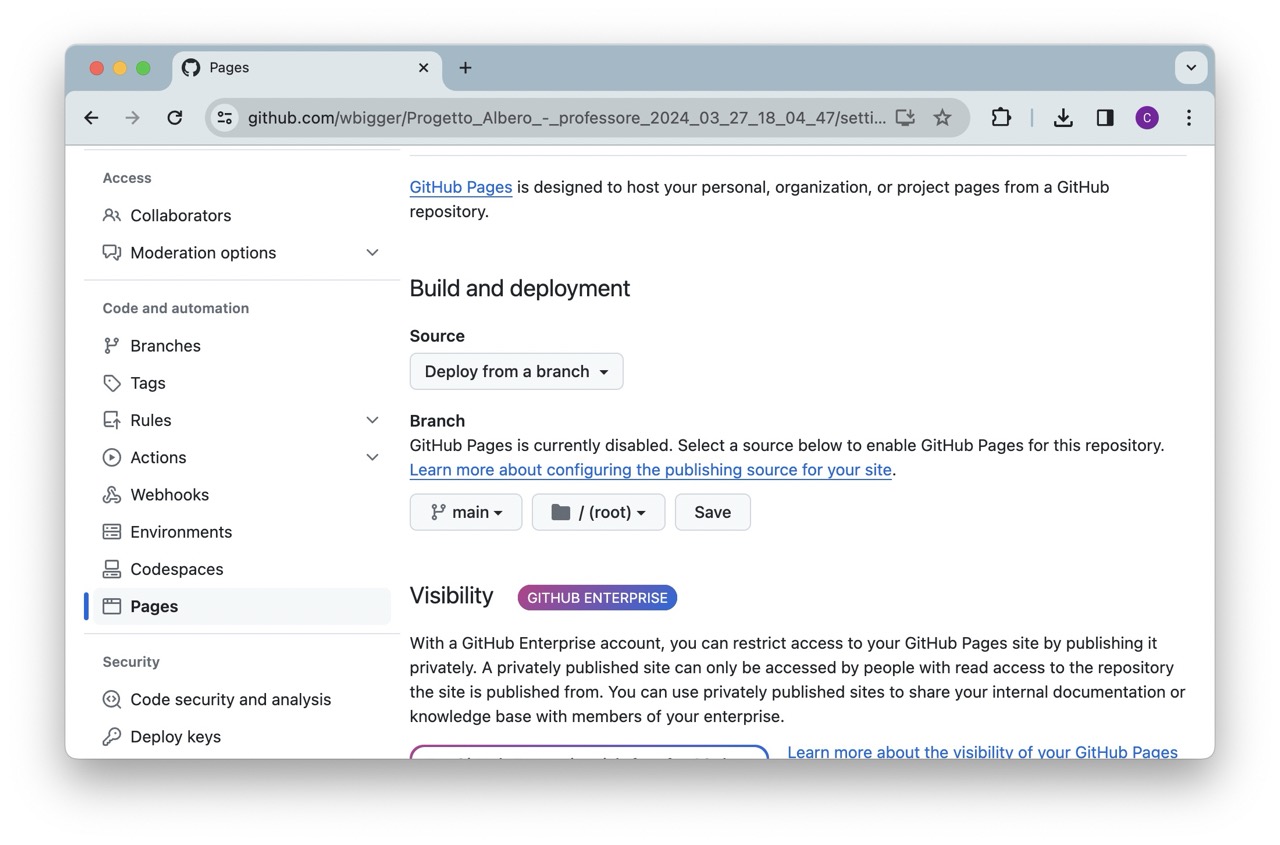 Pages
github.com/wbigger/Progetto_Albero_-_professore_2024_03_27_18_04_47/setti...
C
Access
Collaborators
Moderation options
Code and automation
Branches
Tags
Rules
Actions
Webhooks
Environments
Codespaces
Pages
Security
Code security and analysis
Deploy keys
GitHub Pages is designed to host your personal, organization, or project pages from a GitHub
repository.
Build and deployment
Source
Deploy from a branch
Branch
GitHub Pages is currently disabled. Select a source below to enable GitHub Pages for this repository.
Learn more about configuring the publishing source for your site.
main
/ (root)
Save
Visibility
GITHUB ENTERPRISE
With a GitHub Enterprise account, you can restrict access to your GitHub Pages site by publishing it
privately. A privately published site can only be accessed by people with read access to the repository
the site is published from. You can use privately published sites to share your internal documentation or
knowledge base with members of your enterprise.
Learn more about the visibility of your GitHub Pages